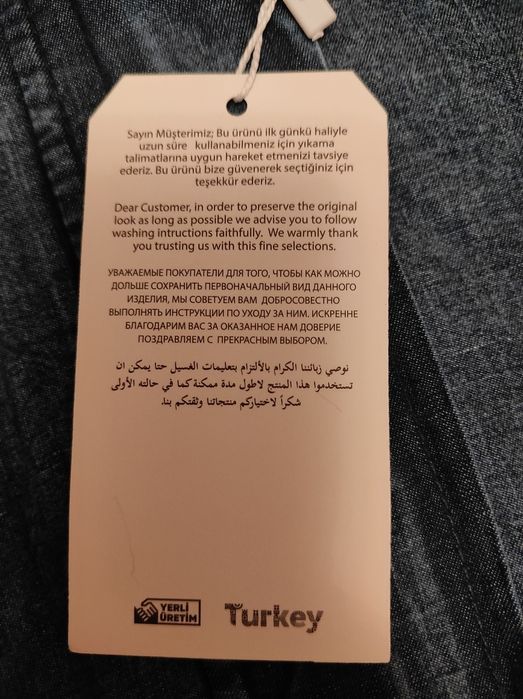 Sayın Müşterimiz; Bu ürünü ilk günkü haliyle
uzun süre kullanabilmeniz için yıkama
talimatlarına uygun hareket etmenizi tavsiye
ederiz. Bu ürünü bize güvenerek seçtiğiniz için
teşekkür ederiz.
Dear Customer, in order to preserve the original
look as long as possible we advise you to follow
washing intructions faithfully. We warmly thank
you trusting us with this fine selections.
УВАЖАЕМЫЕ ПОКУПАТЕЛИ ДЛЯ ТОГО, ЧТОБЫ КАК МОЖНО
ДОЛЬШЕ СОХРАНИТЬ ПЕРВОНАЧАЛЬНЫЙ ВИД ДАННОГО
ИЗДЕЛИЯ, МЫ СОВЕТУЕМ ВАМ ДОБРОСОВЕСТНО
ВЫПОЛНЯТЬ ИНСТРУКЦИИ ПО УХОДУ ЗА НИМ. ИСКРЕННЕ
БЛАГОДАРИМ ВАС ЗА ОКАЗАННОЕ НАМ ДОВЕРИЕ
ПОЗДРАВЛЯЕМ С ПРЕКРАСНЫМ ВЫБОРОМ.
نوصي زبائننا الكرام بالألتزام بتعليمات الغسيل حتا يمكن ان
تستخدموا هذا المنتج لاطول مدة ممكنة كما في حالته الأولى
شكراً لاختياركم منتجاتنا وثقتكم بنا.
YERLİ
ÜRETİM
Turkey